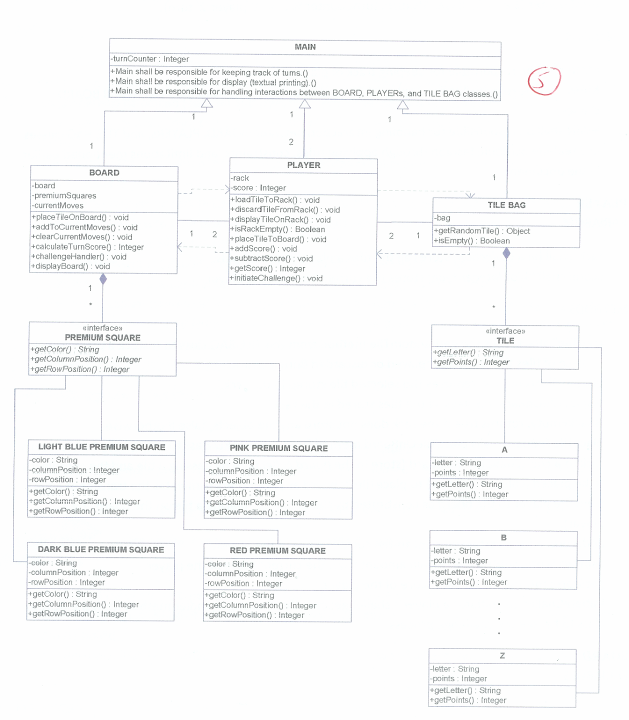 MAIN
-turnCounter : Integer
+Main shall be responsible for keeping track of turns.()
+Main shall be responsible for display (textual printing).()
+Main shall be responsible for handling interactions between BOARD, PLAYERS, and TILE BAG classes.()
5
1
1
1
1
2
1
BOARD
-board
-premiumSquares
-currentMoves
+placeTileOnBoard() : void
+addToCurrentMoves() : void
+clearCurrentMoves() : void
+calculateTurnScore() : Integer
+challengeHandler() : void
+displayBoard() : void
PLAYER
-rack
-score : Integer
+loadTileToRack() : void
+discardTileFromRack() : void
+displayTileOnRack() : void
+isRackEmpty() : Boolean
+placeTileToBoard() : void
+addScore() : void
+subtractScore() : void
+getScore() : Integer
+initiateChallenge() : void
TILE BAG
-bag
+getRandomTile() : Object
+isEmpty() : Boolean
1
2
2
1
1
*
1
*
«interface»
PREMIUM SQUARE
+getColor() : String
+getColumnPosition() : Integer
+getRowPosition() : Integer
«interface»
TILE
+getLetter() : String
+getPoints() : Integer
LIGHT BLUE PREMIUM SQUARE
-color : String
-columnPosition : Integer
-rowPosition : Integer
+getColor() : String
+getColumnPosition() : Integer
+getRowPosition() : Integer
PINK PREMIUM SQUARE
-color : String
-columnPosition : Integer
-rowPosition : Integer
+getColor() : String
+getColumnPosition() : Integer
+getRowPosition() : Integer
A
-letter : String
-points : Integer
+getLetter() : String
+getPoints() : Integer
DARK BLUE PREMIUM SQUARE
-color : String
-columnPosition : Integer
-rowPosition : Integer
+getColor() : String
+getColumnPosition() : Integer
+getRowPosition() : Integer
RED PREMIUM SQUARE
-color : String
-columnPosition : Integer
-rowPosition : Integer
+getColor() : String
+getColumnPosition() : Integer
+getRowPosition() : Integer
B
-letter : String
-points : Integer
+getLetter() : String
+getPoints() : Integer
.
.
.
Z
-letter : String
-points : Integer
+getLetter() : String
+getPoints() : Integer